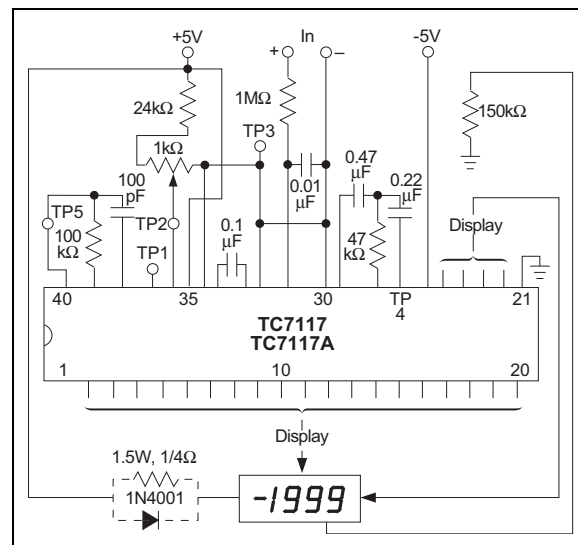 +5V
In
-5V
+
–
24kΩ
1MΩ
TP3
150kΩ
1kΩ
0.47
µF
0.22
µF
100
pF
0.01
µF
TP5
TP2
Display
100
kΩ
TP1
0.1
µF
47
kΩ
40
35
30
TP
4
21
TC7117
TC7117A
1
10
20
Display
1.5W, 1/4Ω
1N4001
-1999